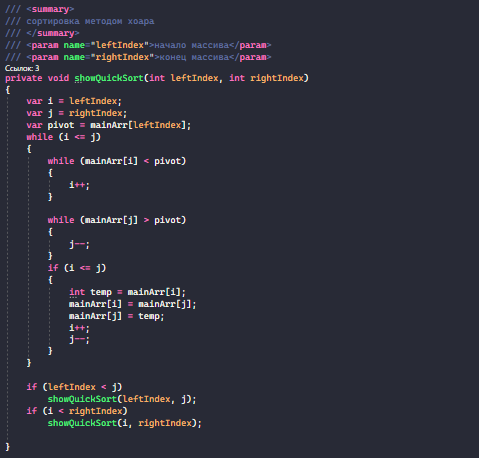 /// <summary>
/// сортировка методом хоара
/// </summary>
/// <param name="leftIndex">начало массива</param>
/// <param name="rightIndex">конец массива</param>
Ссылок: 3
private void showQuickSort(int leftIndex, int rightIndex)
{
    var i = leftIndex;
    var j = rightIndex;
    var pivot = mainArr[leftIndex];
    while (i <= j)
    {
        while (mainArr[i] < pivot)
        {
            i++;
        }

        while (mainArr[j] > pivot)
        {
            j--;
        }
        if (i <= j)
        {
            int temp = mainArr[i];
            mainArr[i] = mainArr[j];
            mainArr[j] = temp;
            i++;
            j--;
        }
    }

    if (leftIndex < j)
        showQuickSort(leftIndex, j);
    if (i < rightIndex)
        showQuickSort(i, rightIndex);

}